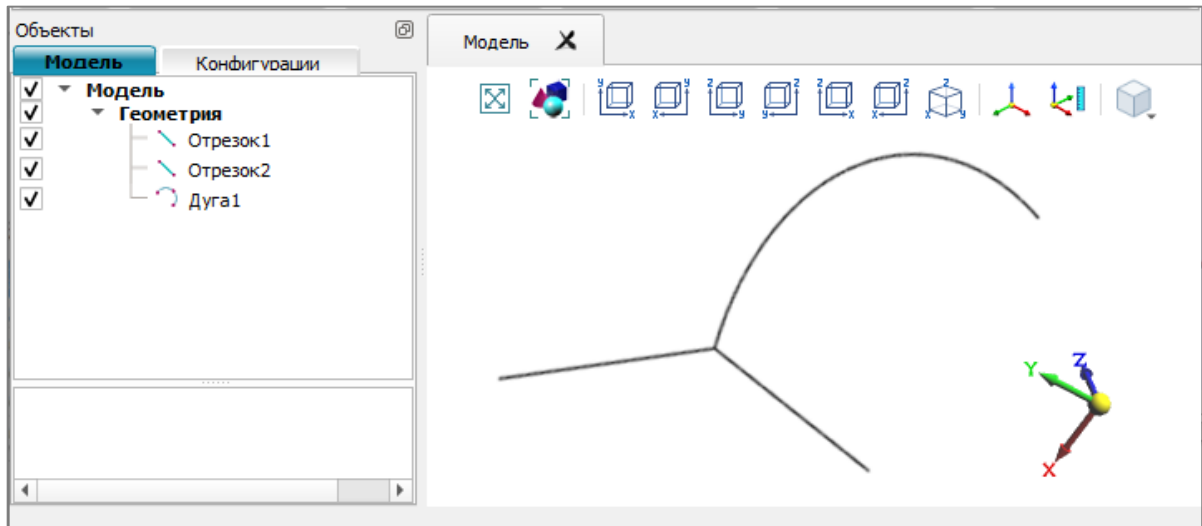 Объекты
Модель Конфигурации
Модель
Геометрия
Отрезок1
Отрезок2
Дуга1
Модель
y x y x z y z y z x z x z x y
Y Z X